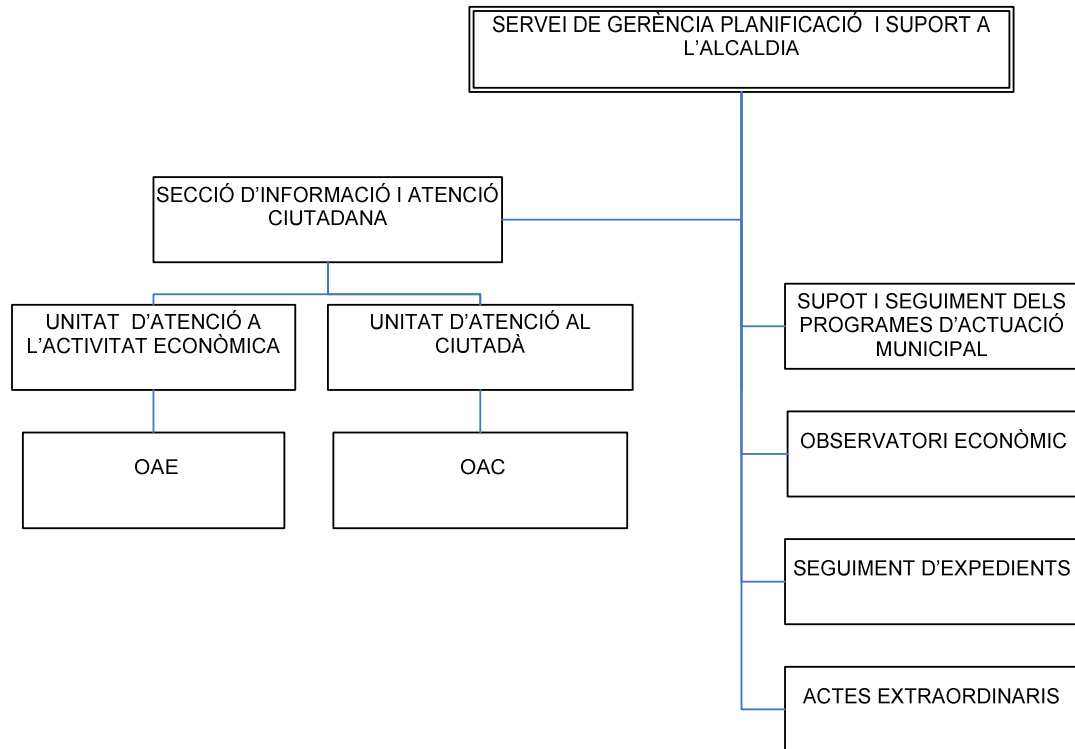 SERVEI DE GERÈNCIA PLANIFICACIÓ I SUPORT A
L'ALCALDIA
SECCIÓ D'INFORMACIÓ I ATENCIÓ
CIUTADANA
UNITAT D'ATENCIÓ A
L'ACTIVITAT ECONÒMICA
UNITAT D'ATENCIÓ AL
CIUTADÀ
OAE
OAC
SUPOT I SEGUIMENT DELS
PROGRAMES D'ACTUACIÓ
MUNICIPAL
OBSERVATORI ECONÒMIC
SEGUIMENT D'EXPEDIENTS
ACTES EXTRAORDINARIS